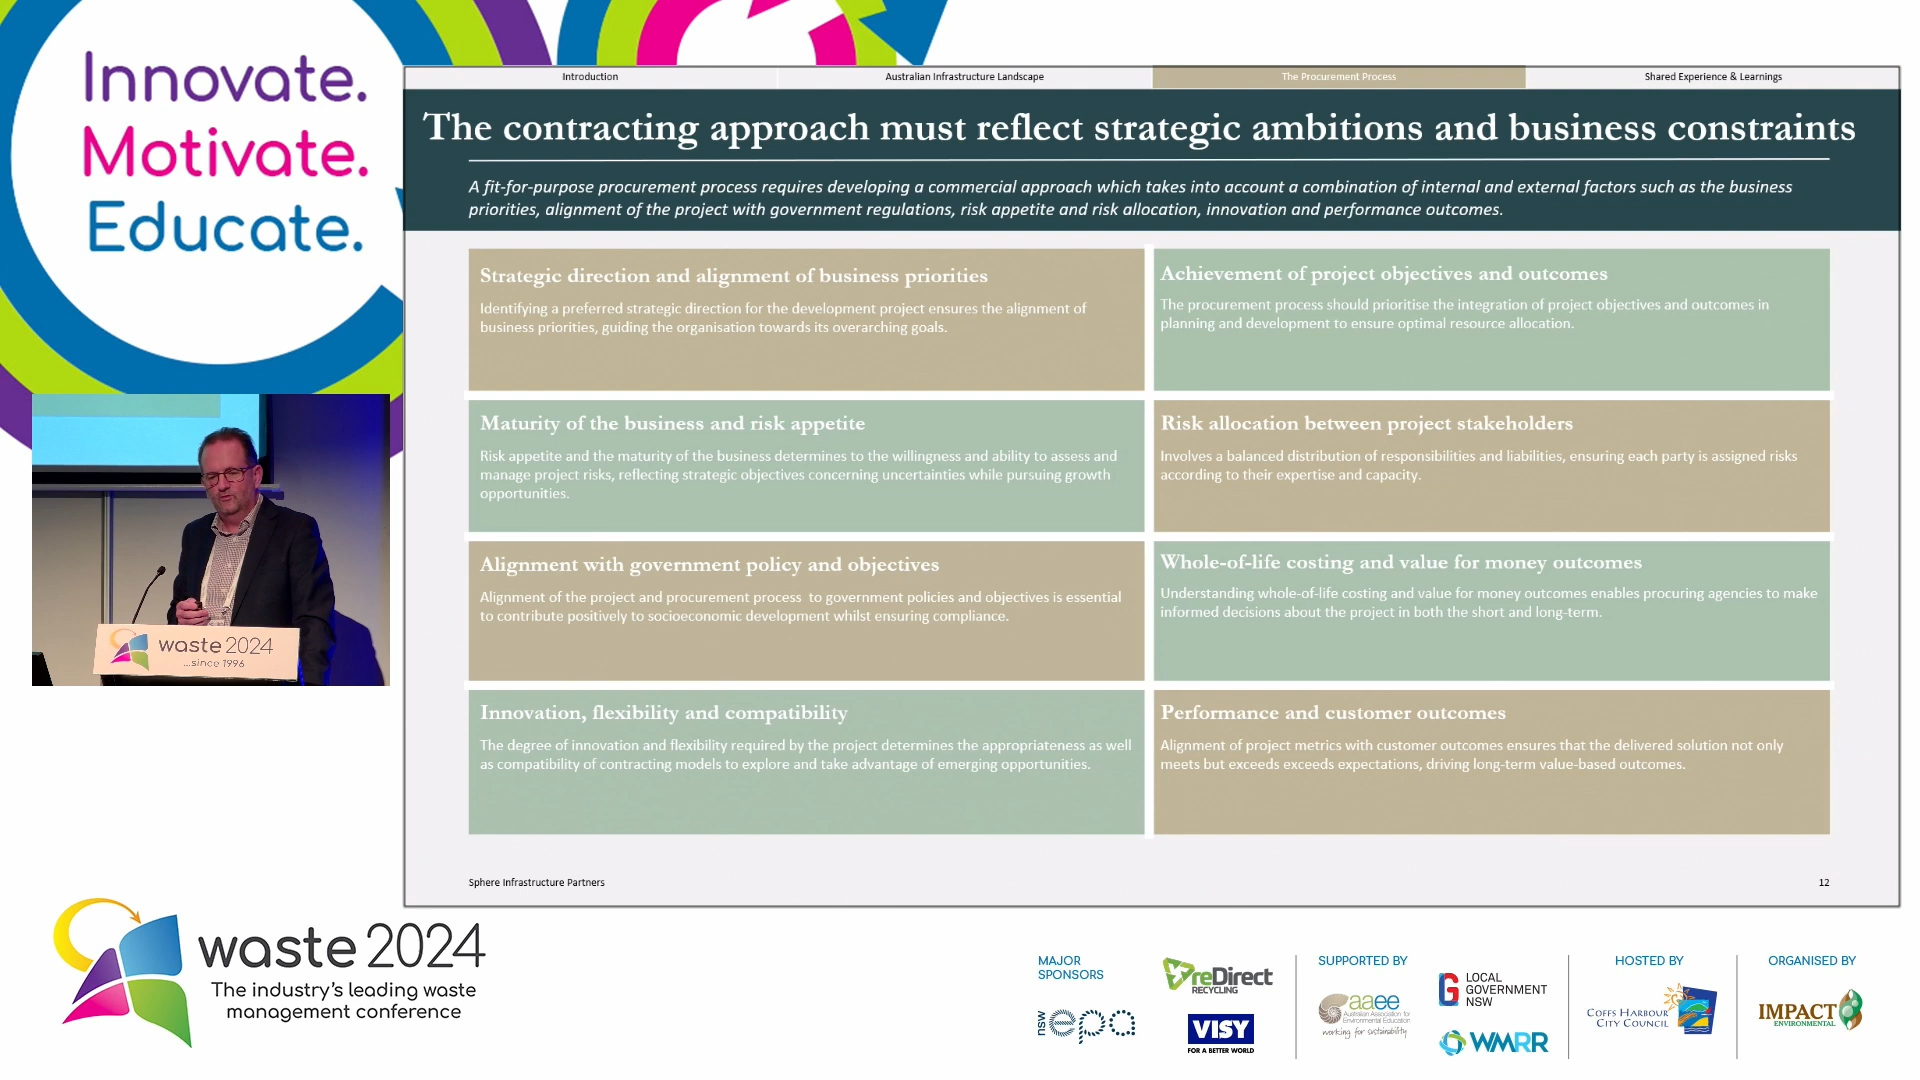 Innovate.
Motivate.
Educate.
Introduction
Australian Infrastructure Landscape
The Procurement Process
Shared Experience & Learnings
The contracting approach must reflect strategic ambitions and business constraints
A fit-for-purpose procurement process requires developing a commercial approach which takes into account a combination of internal and external factors such as the business
priorities, alignment of the project with government regulations, risk appetite and risk allocation, innovation and performance outcomes.
Strategic direction and alignment of business priorities
Identifying a preferred strategic direction for the development project ensures the alignment of
business priorities, guiding the organisation towards its overarching goals.
Achievement of project objectives and outcomes
The procurement process should prioritise the integration of project objectives and outcomes in
planning and development to ensure optimal resource allocation.
Maturity of the business and risk appetite
Risk appetite and the maturity of the business determines to the willingness and ability to assess and
manage project risks, reflecting strategic objectives concerning uncertainties while pursuing growth
opportunities.
Risk allocation between project stakeholders
Involves a balanced distribution of responsibilities and liabilities, ensuring each party is assigned risks
according to their expertise and capacity.
Alignment with government policy and objectives
Alignment of the project and procurement process to government policies and objectives is essential
to contribute positively to socioeconomic development whilst ensuring compliance.
Whole-of-life costing and value for money outcomes
Understanding whole-of-life costing and value for money outcomes enables procuring agencies to make
informed decisions about the project in both the short and long-term.
Innovation, flexibility and compatibility
The degree of innovation and flexibility required by the project determines the appropriateness as well
as compatibility of contracting models to explore and take advantage of emerging opportunities.
Performance and customer outcomes
Alignment of project metrics with customer outcomes ensures that the delivered solution not only
meets but exceeds exceeds expectations, driving long-term value-based outcomes.
Sphere Infrastructure Partners
12
waste 2024
...since 1996
waste 2024
The industry's leading waste
management conference
MAJOR
SPONSORS
nsw epa
reDirect
RECYCLING
VISY
FOR A BETTER WORLD
SUPPORTED BY
aaee
Australian Association for
Environmental Education
working for sustainability
LOCAL
GOVERNMENT
NSW
WMRR
HOSTED BY
COFFS HARBOUR
CITY COUNCIL
ORGANISED BY
IMPACT
ENVIRONMENTAL